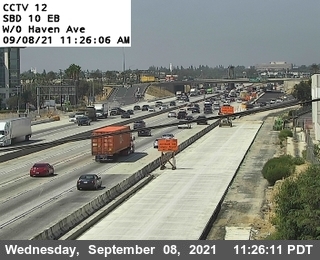 CCTV 12
SBD 10 EB
W/O Haven Ave
09/08/21 11:26:06 AM
Wednesday, September 08, 2021 11:26:11 PDT